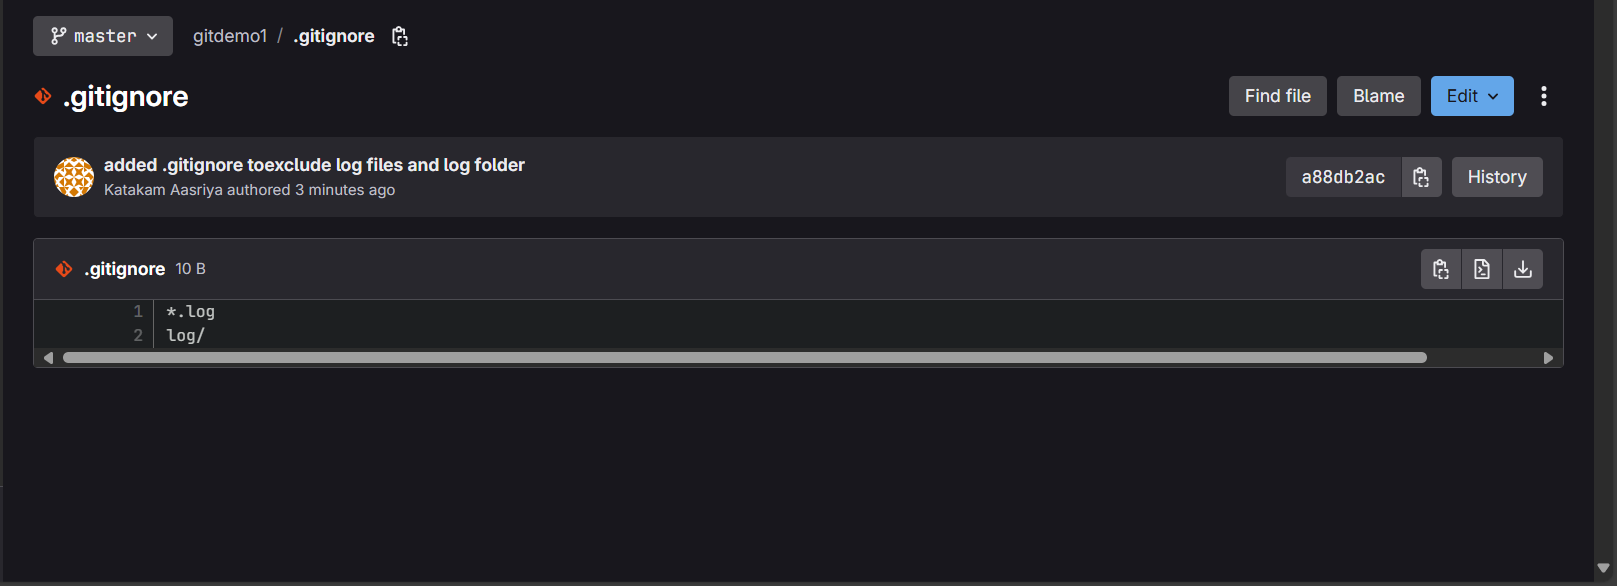 master gitdemo1 / .gitignore
.gitignore
Find file Blame Edit
added .gitignore toexclude log files and log folder
Katakam Aasriya authored 3 minutes ago
a88db2ac History
.gitignore 10 B
1 *.log
2 log/